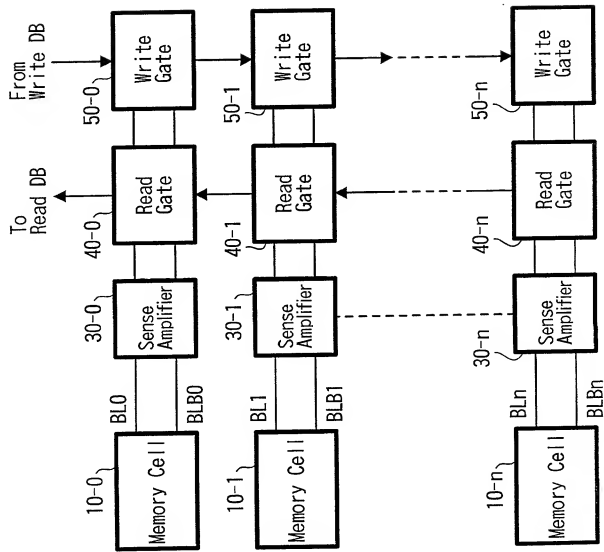 From
Write DB
To
Read DB
50-0
Write
Gate
40-0
Read
Gate
30-0
Sense
Amplifier
BL0
BLB0
10-0
Memory Cell
50-1
Write
Gate
40-1
Read
Gate
30-1
Sense
Amplifier
BL1
BLB1
10-1
Memory Cell
50-n
Write
Gate
40-n
Read
Gate
30-n
Sense
Amplifier
BLn
BLBn
10-n
Memory Cell